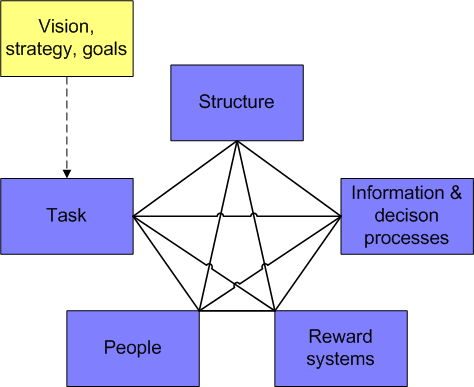 Vision,
strategy, goals
Structure
Task
Information &
decison
processes
People
Reward
systems